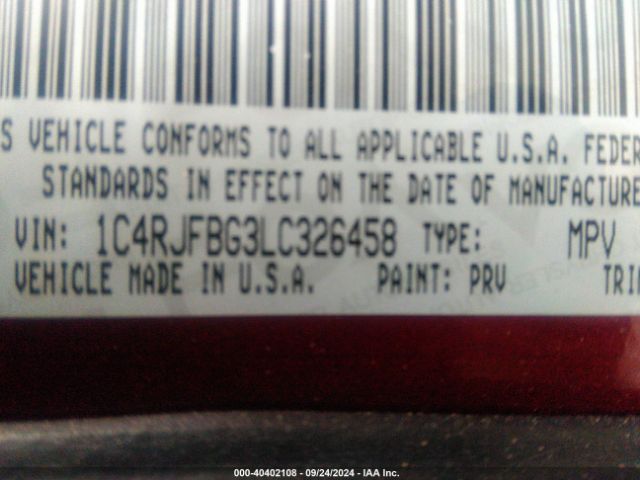 S VEHICLE CONFORMS TO ALL APPLICABLE U.S.A. FEDER
STANDARDS IN EFFECT ON THE DATE OF MANUFACTURE
VIN: 1C4RJFBG3LC326458 TYPE: MPV
VEHICLE MADE IN U.S.A. PAINT: PRV TRIM
000-40402108 - 09/24/2024 - IAA Inc.